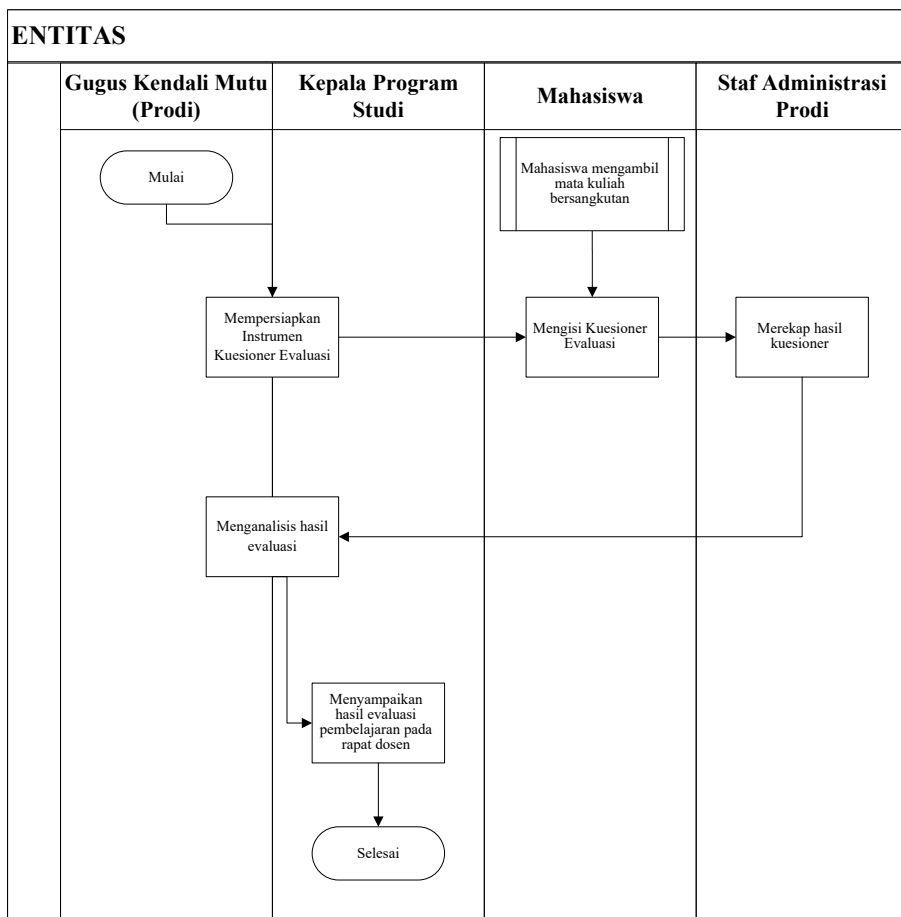 ENTITAS
Gugus Kendali Mutu
(Prodi)
Kepala Program
Studi
Mahasiswa
Staf Administrasi
Prodi
Mulai
Mahasiswa mengambil
mata kuliah
bersangkutan
Mempersiapkan
Instrumen
Kuesioner Evaluasi
Mengisi Kuesioner
Evaluasi
Merekap hasil
kuesioner
Menganalisis hasil
evaluasi
Menyampaikan
hasil evaluasi
pembelajaran pada
rapat dosen
Selesai